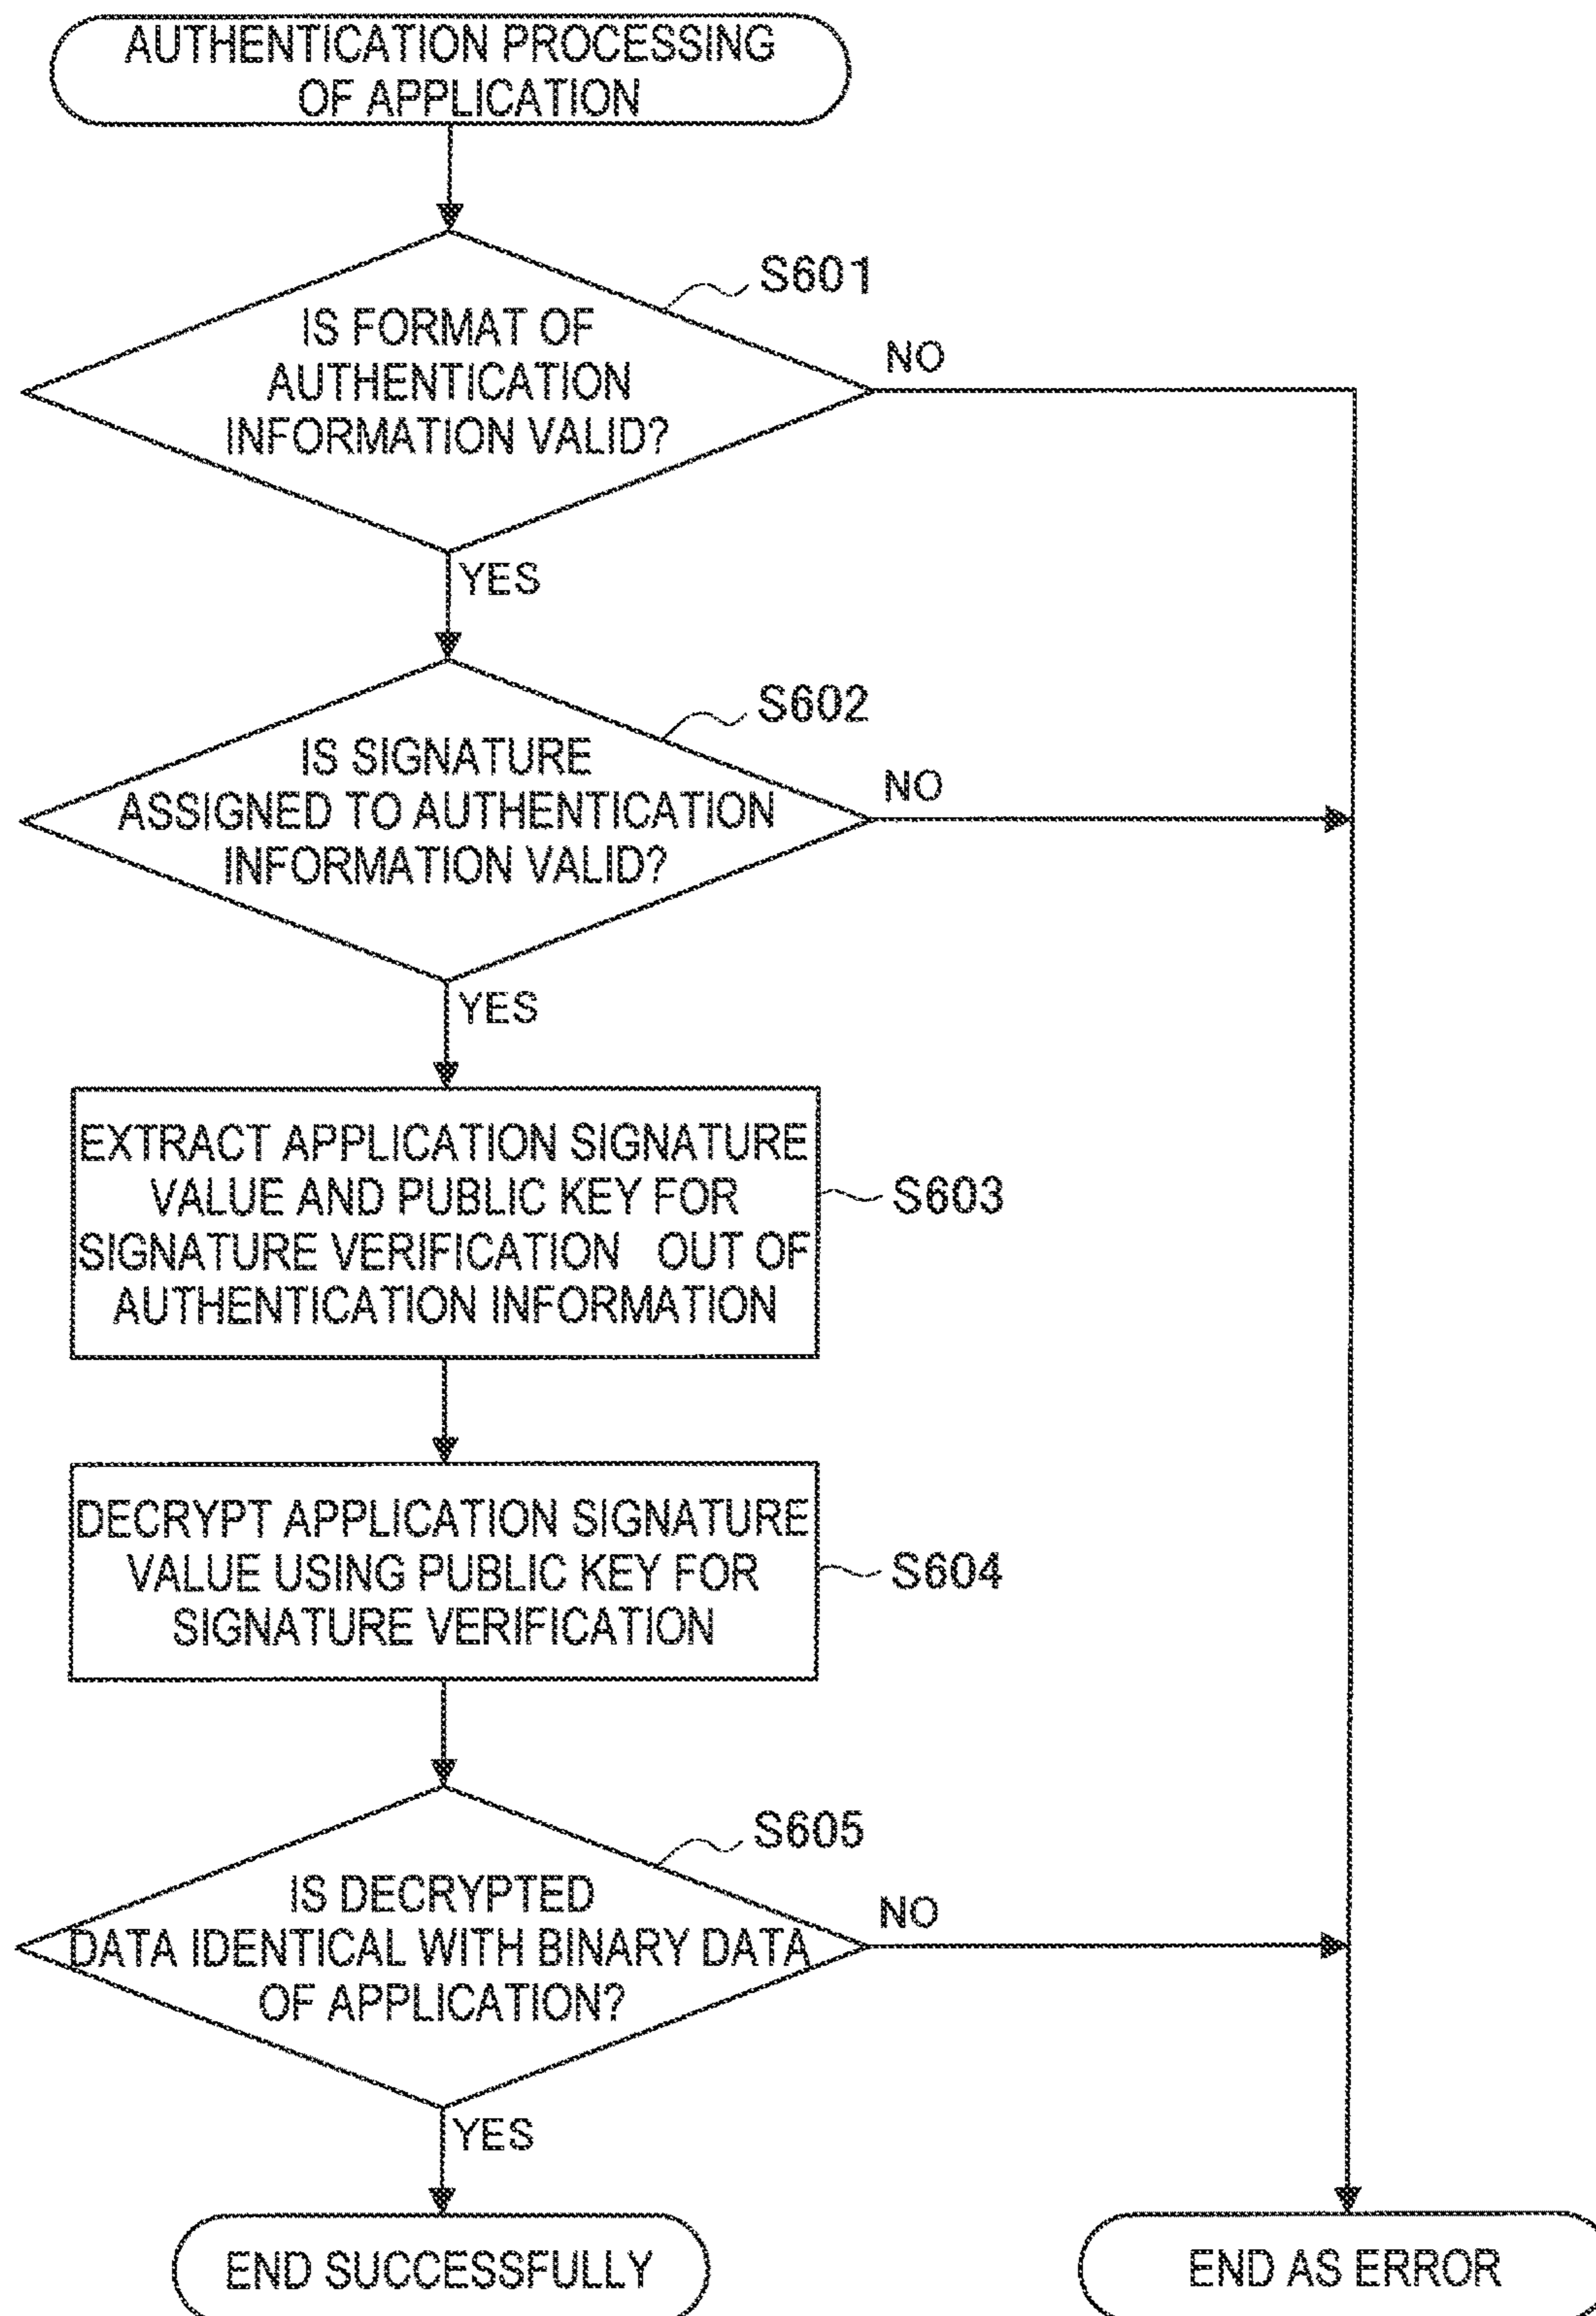 AUTHENTICATION PROCESSING
OF APPLICATION
S601
IS FORMAT OF
AUTHENTICATION
INFORMATION VALID?
NO
YES
S602
IS SIGNATURE
ASSIGNED TO AUTHENTICATION
INFORMATION VALID?
NO
YES
EXTRACT APPLICATION SIGNATURE
VALUE AND PUBLIC KEY FOR
SIGNATURE VERIFICATION OUT OF
AUTHENTICATION INFORMATION
S603
DECRYPT APPLICATION SIGNATURE
VALUE USING PUBLIC KEY FOR
SIGNATURE VERIFICATION
S604
S605
IS DECRYPTED
DATA IDENTICAL WITH BINARY DATA
OF APPLICATION?
NO
YES
END SUCCESSFULLY
END AS ERROR